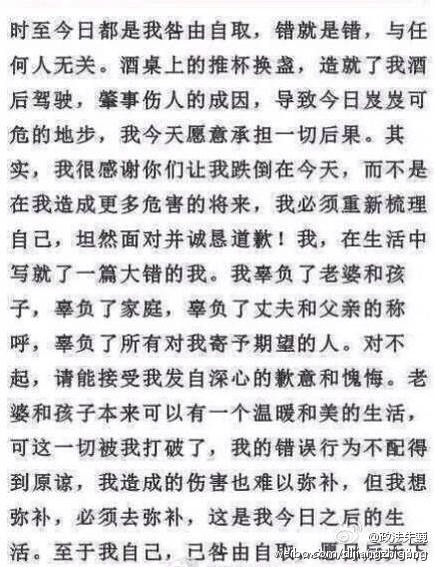 时至今日都是我咎由自取，错就是错，与任
何人无关。酒桌上的推杯换盏，造就了我酒
后驾驶，肇事伤人的成因，导致今日岌岌可
危的地步，我今天愿意承担一切后果。其
实，我很感谢你们让我跌倒在今天，而不是
在我造成更多危害的将来，我必须重新梳理
自己，坦然面对并诚恳道歉！我，在生活中
写就了一篇大错的我。我辜负了老婆和孩
子，辜负了家庭，辜负了丈夫和父亲的称
呼，辜负了所有对我寄予期望的人。对不
起，请能接受我发自深心的歉意和愧悔。老
婆和孩子本来可以有一个温暖和美的生活，
可这一切被我打破了，我的错误行为不配得
到原谅，我造成的伤害也难以弥补，但我想
弥补，必须去弥补，这是我今日之后的生
@政法朱颢
活。至于我自己，已咎由自取，愿
weibo.com/dljiangzhigang